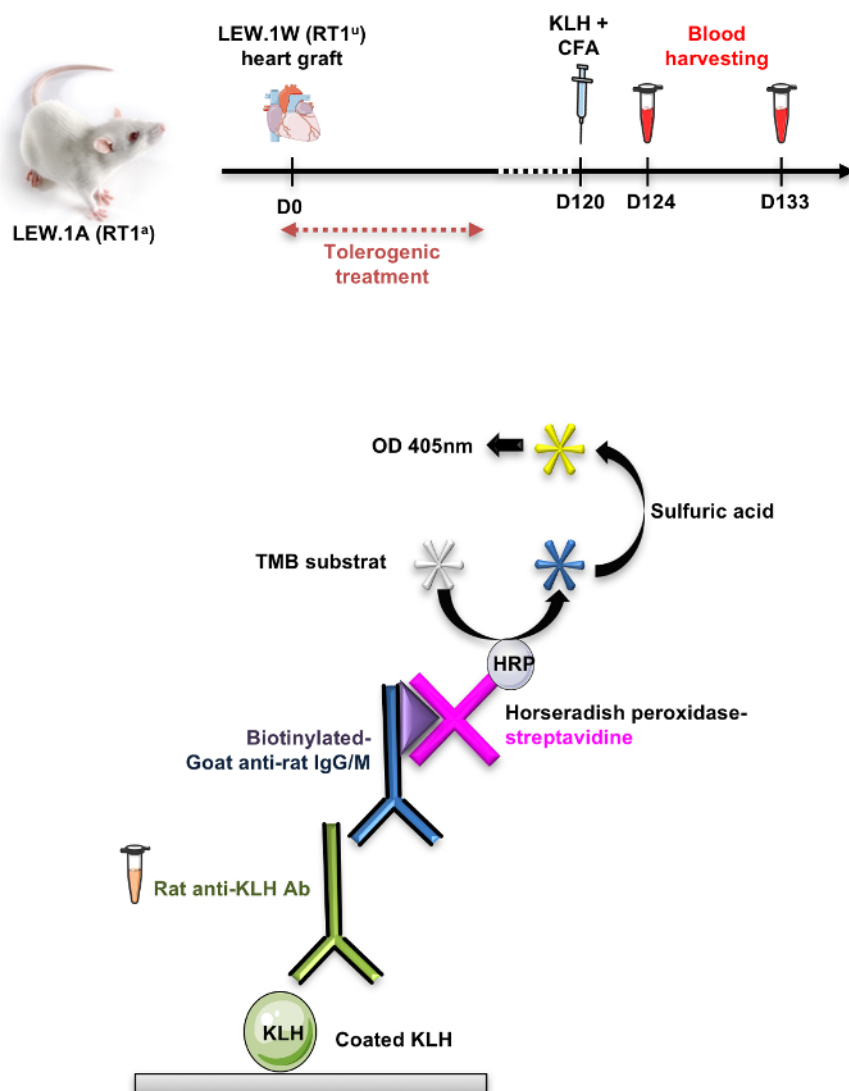 LEW.1W (RT1ᵘ)
heart graft
KLH +
CFA
Blood
harvesting
D0
D120
D124
D133
LEW.1A (RT1ᵃ)
Tolerogenic
treatment
OD 405nm
Sulfuric acid
TMB substrat
HRP
Horseradish peroxidase-
streptavidine
Biotinylated-
Goat anti-rat IgG/M
Rat anti-KLH Ab
KLH
Coated KLH